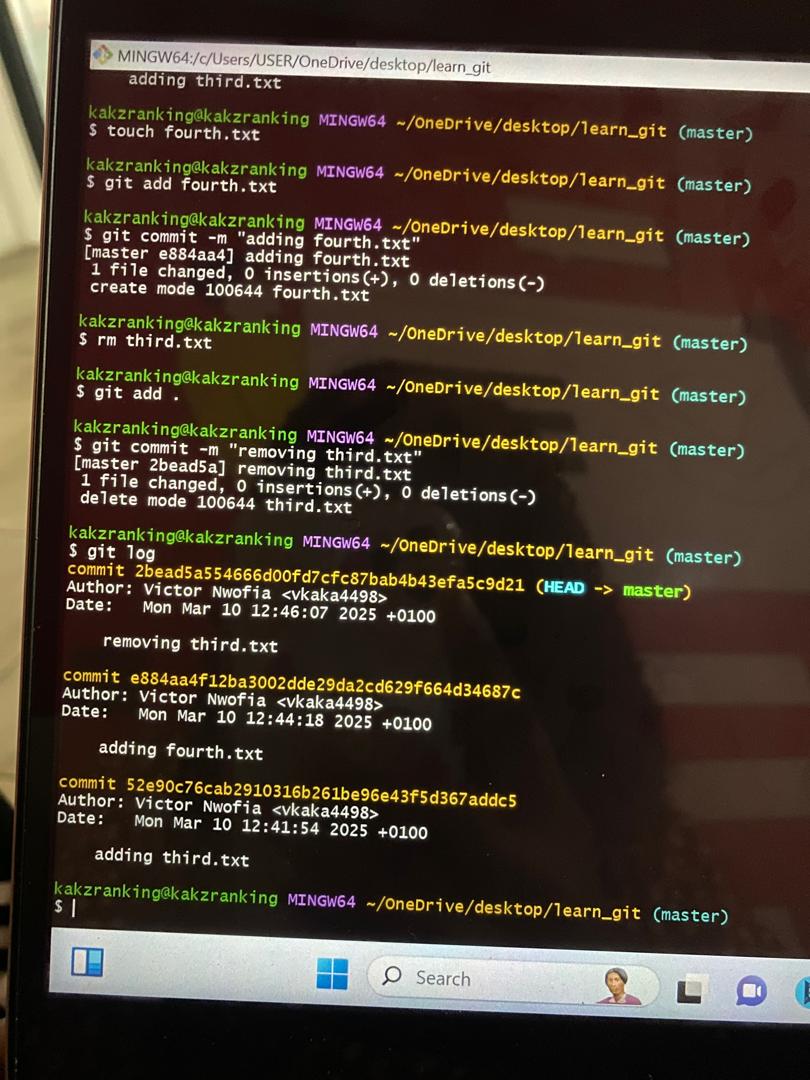 MINGW64:/c/Users/USER/OneDrive/desktop/learn_git
adding third.txt
kakzranking@kakzranking MINGW64 ~/OneDrive/desktop/learn_git (master)
$ touch fourth.txt
kakzranking@kakzranking MINGW64 ~/OneDrive/desktop/learn_git (master)
$ git add fourth.txt
kakzranking@kakzranking MINGW64 ~/OneDrive/desktop/learn_git (master)
$ git commit -m "adding fourth.txt"
[master e884aa4] adding fourth.txt
1 file changed, 0 insertions(+), 0 deletions(-)
create mode 100644 fourth.txt
kakzranking@kakzranking MINGW64 ~/OneDrive/desktop/learn_git (master)
$ rm third.txt
kakzranking@kakzranking MINGW64 ~/OneDrive/desktop/learn_git (master)
$ git add .
kakzranking@kakzranking MINGW64 ~/OneDrive/desktop/learn_git (master)
$ git commit -m "removing third.txt"
[master 2bead5a] removing third.txt
1 file changed, 0 insertions(+), 0 deletions(-)
delete mode 100644 third.txt
kakzranking@kakzranking MINGW64 ~/OneDrive/desktop/learn_git (master)
$ git log
commit 2bead5a554666d00fd7cfc87bab4b43efa5c9d21 (HEAD -> master)
Author: Victor Nwofia <vkaka4498>
Date:   Mon Mar 10 12:46:07 2025 +0100
removing third.txt
commit e884aa4f12ba3002dde29da2cd629f664d34687c
Author: Victor Nwofia <vkaka4498>
Date:   Mon Mar 10 12:44:18 2025 +0100
adding fourth.txt
commit 52e90c76cab2910316b261be96e43f5d367addc5
Author: Victor Nwofia <vkaka4498>
Date:   Mon Mar 10 12:41:54 2025 +0100
adding third.txt
kakzranking@kakzranking MINGW64 ~/OneDrive/desktop/learn_git (master)
$
Search